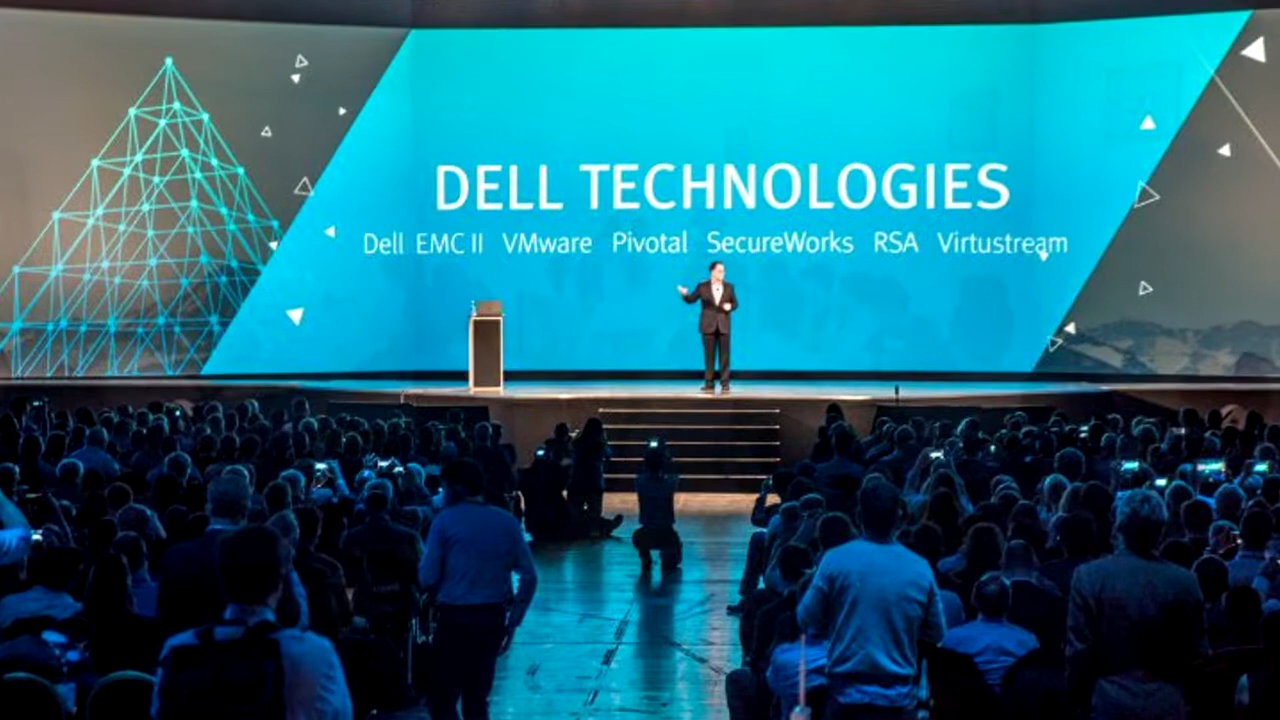 DELL TECHNOLOGIES
Dell EMC II VMware Pivotal SecureWorks RSA Virtustream